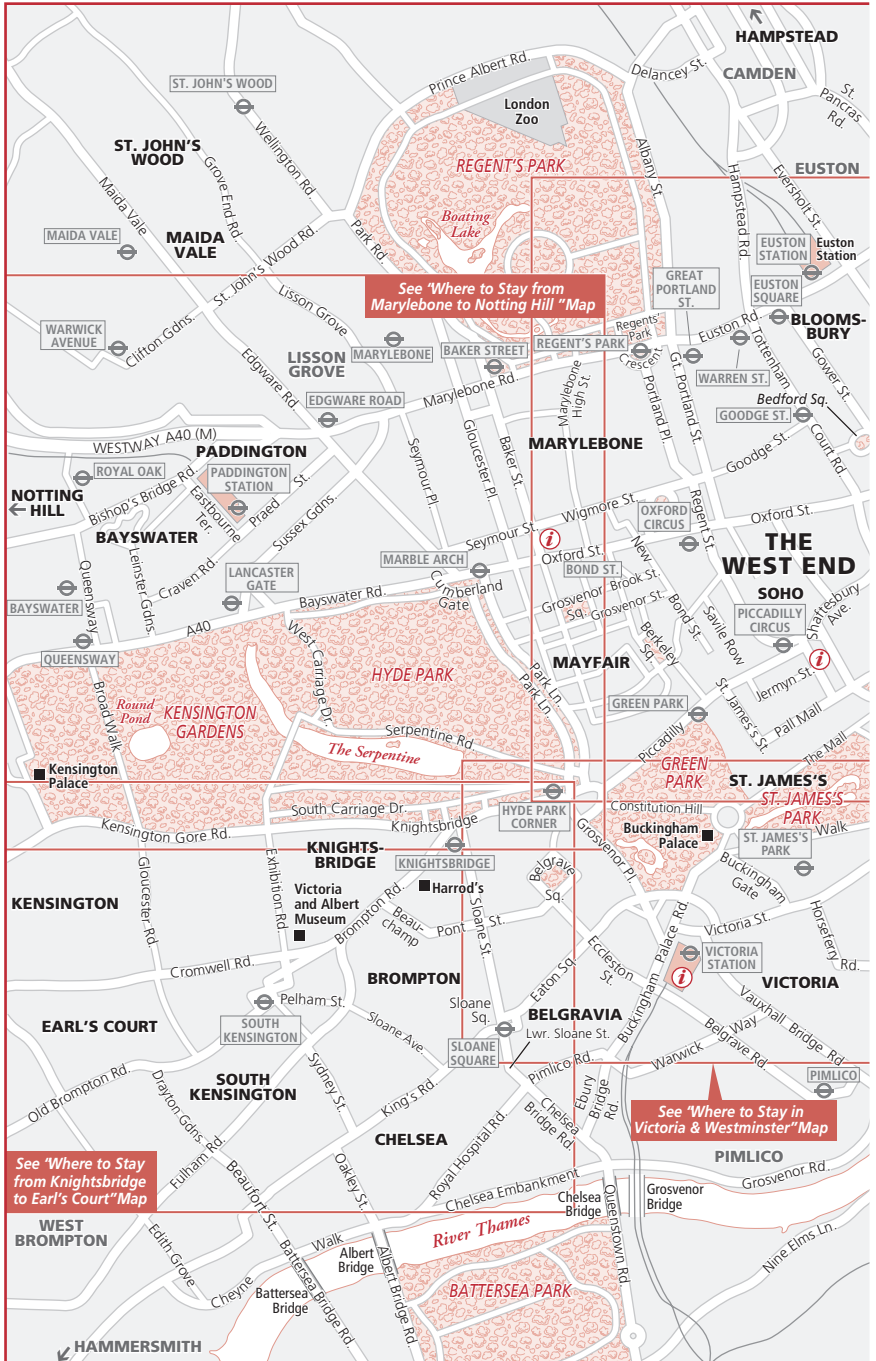 HAMPSTEAD
CAMDEN
Prince Albert Rd.
Delancey St.
St.
Pancras
Rd.
ST. JOHN'S WOOD
London
Zoo
Wellington Rd.
ST. JOHN'S
WOOD
Grove End Rd.
REGENT'S PARK
Albany St.
EUSTON
Hampstead Rd.
Eversholt St.
Maida Vale
Boating
Lake
MAIDA VALE
MAIDA
VALE
Park Rd.
St. John's Wood Rd.
EUSTON
STATION
Euston
Station
See “Where to Stay from
Marylebone to Notting Hill ”Map
GREAT
PORTLAND
ST.
EUSTON
SQUARE
Lisson Grove
WARWICK
AVENUE
Clifton Gdns.
LISSON
GROVE
MARYLEBONE
BAKER STREET
REGENT'S PARK
Regents'
Park
Crescent
Euston Rd.
BLOOMS-
BURY
Edgware Rd.
Marylebone Rd.
Marylebone
High St.
WARREN ST.
Tottenham
Court Rd.
Gower St.
EDGWARE ROAD
Portland Pl.
Gt. Portland St.
GOODGE ST.
Bedford Sq.
WESTWAY A40 (M)
PADDINGTON
Seymour Pl.
Gloucester Pl.
Baker St.
MARYLEBONE
Goodge St.
ROYAL OAK
Bishop's Bridge Rd.
PADDINGTON
STATION
Eastbourne
Ter.
Praed St.
Sussex Gdns.
NOTTING
HILL
BAYSWATER
Wigmore St.
Seymour St.
OXFORD
CIRCUS
Regent St.
Oxford St.
i
Oxford St.
THE
WEST END
Queensway
Leinster Gdns.
Craven Rd.
LANCASTER
GATE
MARBLE ARCH
Cumberland
Gate
BOND ST.
New
Bond St.
Brook St.
Grosvenor
Sq.
Grosvenor St.
SOHO
BAYSWATER
Bayswater Rd.
A40
PICCADILLY
CIRCUS
Shaftesbury
Ave.
Savile Row
QUEENSWAY
West Carriage Dr.
HYDE PARK
MAYFAIR
Berkeley
Sq.
i
Park Ln.
Park Ln.
Jermyn St.
St. James's St.
Broad Walk
Round
Pond
KENSINGTON
GARDENS
GREEN PARK
Pall Mall
Piccadilly
Serpentine Rd.
The Serpentine
The Mall
GREEN
PARK
ST. JAMES'S
ST. JAMES'S
PARK
Kensington
Palace
South Carriage Dr.
HYDE PARK
CORNER
Constitution Hill
Buckingham
Palace
Walk
Kensington Gore Rd.
Knightsbridge
KNIGHTS-
BRIDGE
KNIGHTSBRIDGE
Grosvenor Pl.
ST. JAMES'S
PARK
Buckingham
Gate
Gloucester Rd.
Exhibition Rd.
Belgrave
Sq.
KENSINGTON
Victoria
and Albert
Museum
Harrod's
Brompton Rd.
Beau-
champ
Pont St.
Sloane St.
Victoria St.
Horseferry
Rd.
Eccleston
St.
Buckingham Palace Rd.
VICTORIA
STATION
i
Cromwell Rd.
BROMPTON
Eaton Sq.
VICTORIA
Pelham St.
Sloane
Sq.
BELGRAVIA
Lwr. Sloane St.
Vauxhall Bridge Rd.
EARL'S COURT
SOUTH
KENSINGTON
Sloane Ave.
SLOANE
SQUARE
Belgrave Rd.
Warwick Way
Pimlico Rd.
PIMLICO
Old Brompton Rd.
SOUTH
KENSINGTON
Sydney St.
King's Rd.
Ebury
Bridge
Rd.
Drayton Gdns.
Chelsea
Bridge Rd.
See “Where to Stay in
Victoria & Westminster”Map
CHELSEA
Royal Hospital Rd.
Fulham Rd.
PIMLICO
See “Where to Stay
from Knightsbridge
to Earl's Court”Map
Beaufort St.
Oakley St.
Chelsea Embankment
Grosvenor Rd.
Chelsea
Bridge
Grosvenor
Bridge
WEST
BROMPTON
Edith Grove
River Thames
Queenstown Rd.
Nine Elms Ln.
Cheyne Walk
Albert
Bridge
Albert Bridge Rd.
Battersea
Bridge
Battersea Bridge Rd.
BATTERSEA PARK
HAMMERSMITH